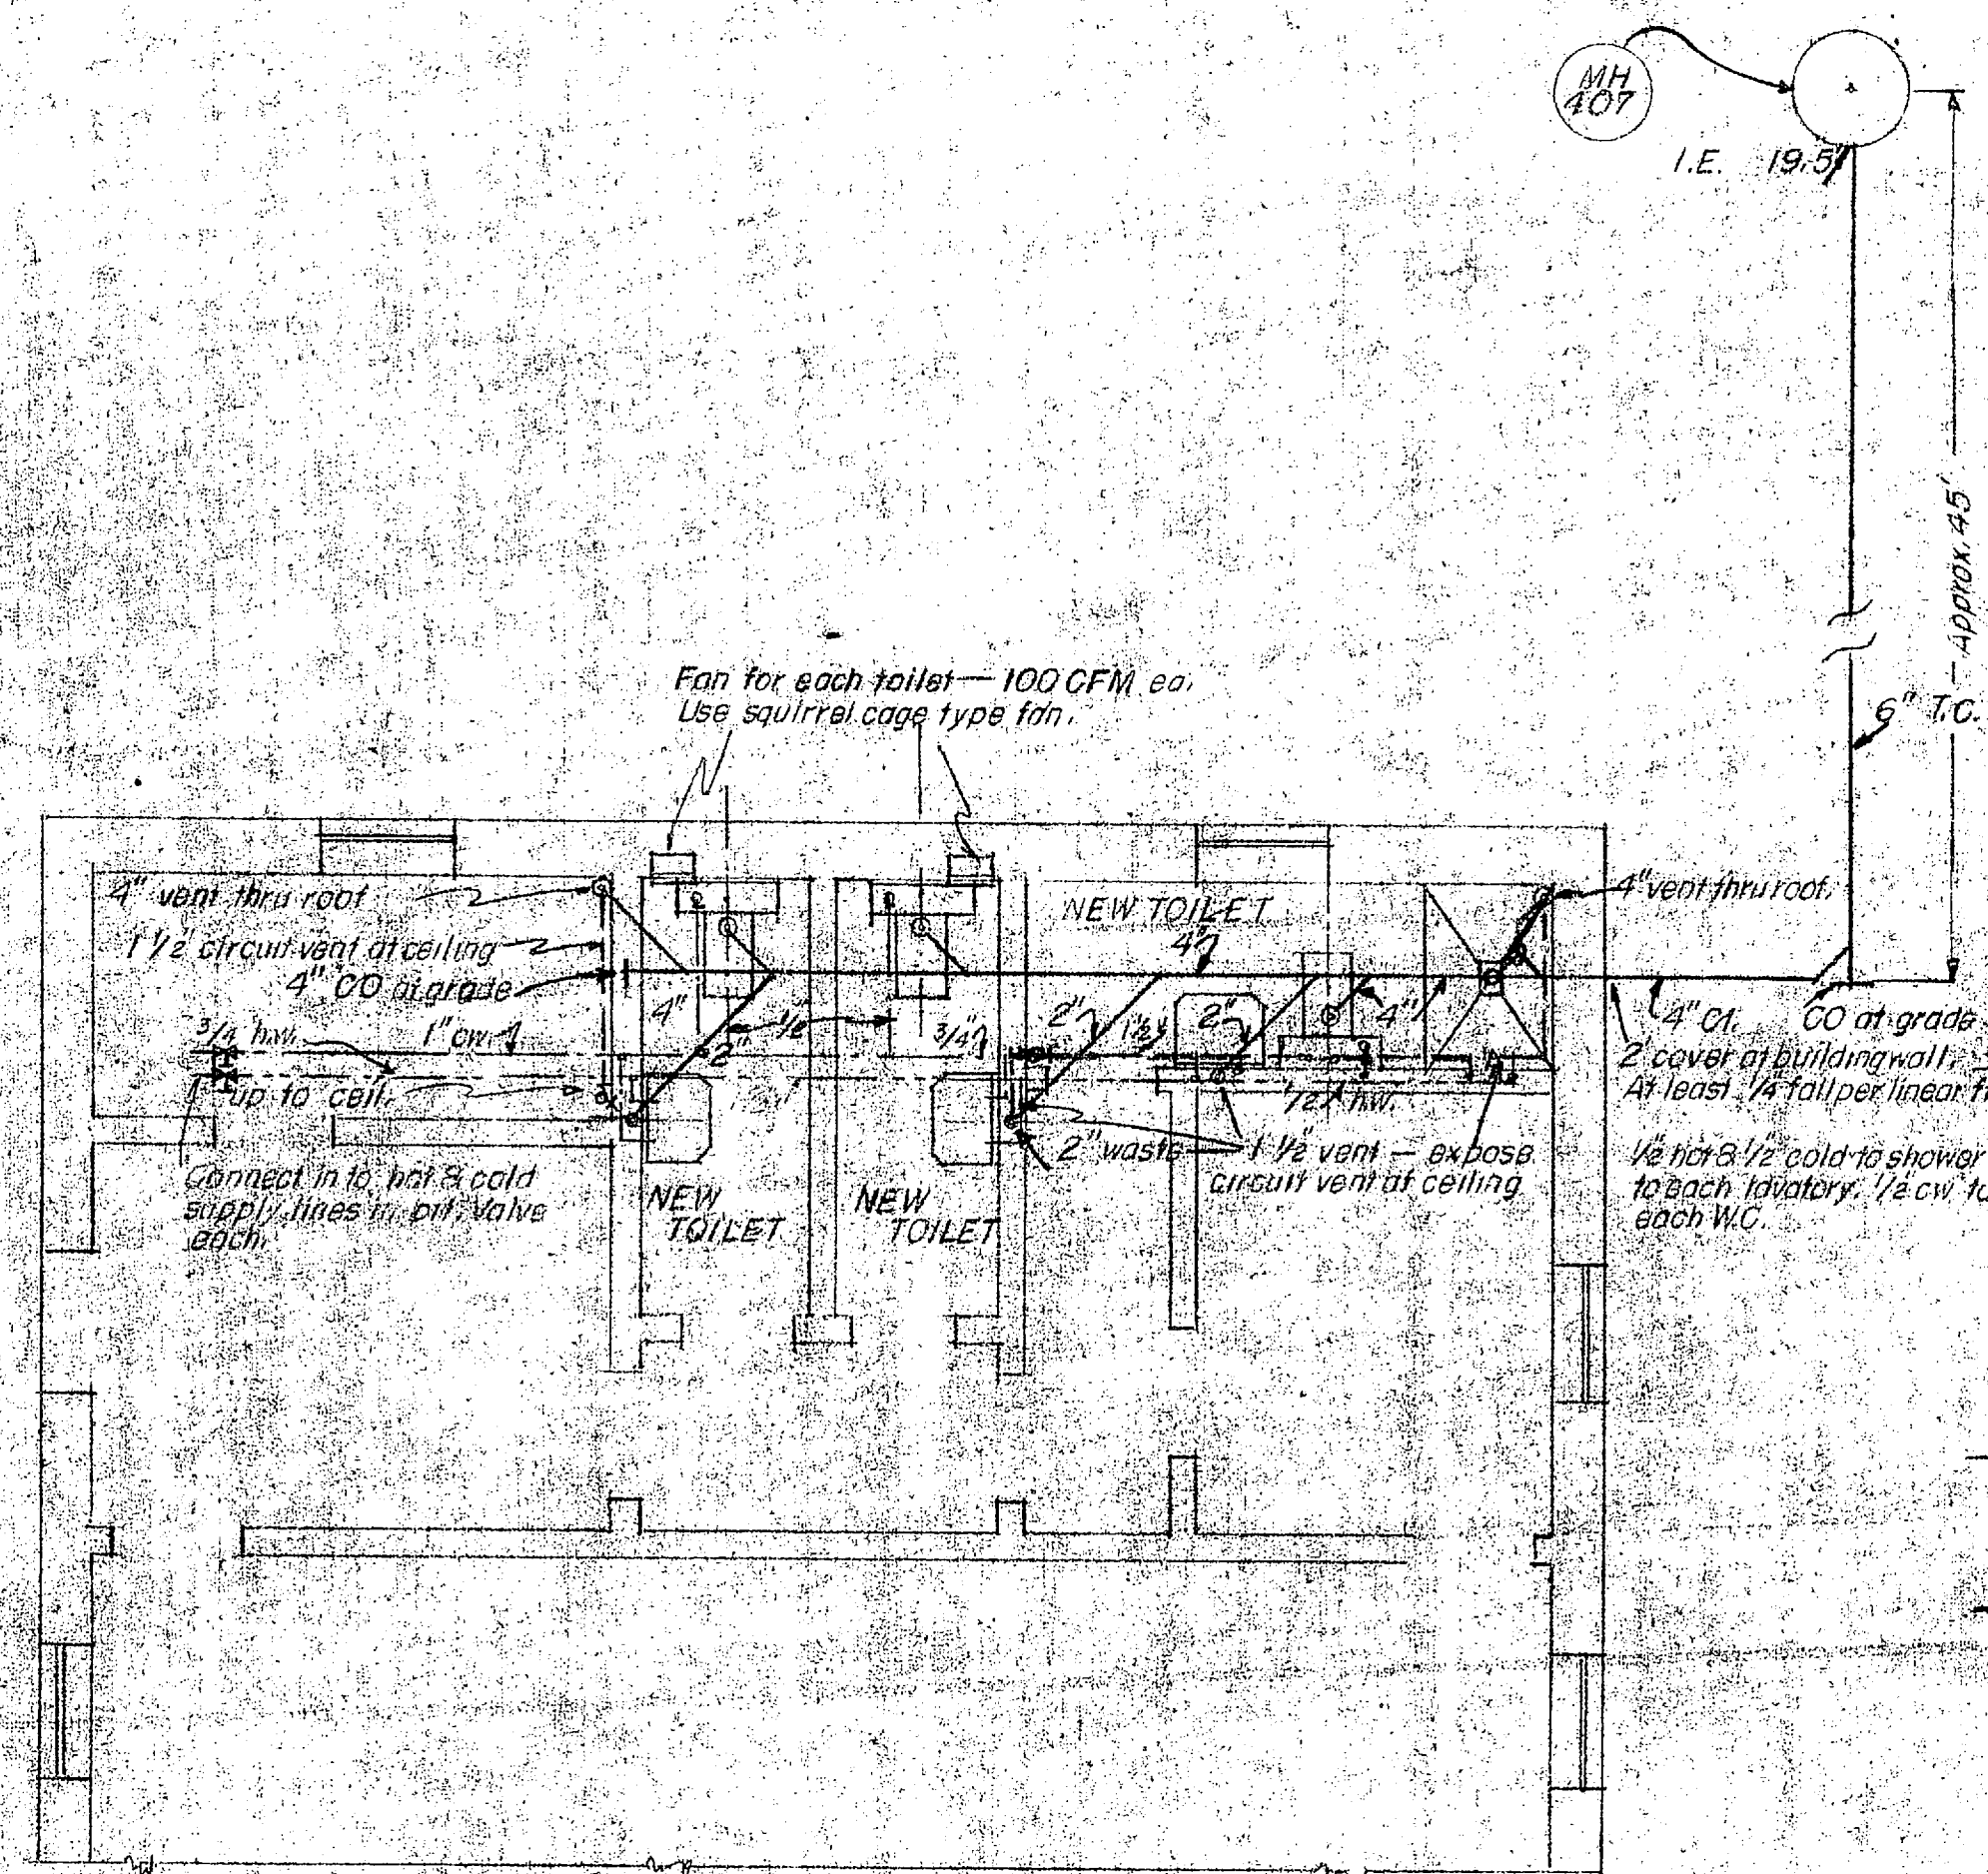 MH
407
I.E. 19.5'
Approx. 45'
6" T.C.
Fan for each toilet — 100 CFM ea.
Use squirrel cage type fan.
4" vent thru roof
1 1/2" circuit vent at ceiling
4" CO at grade
3/4" h.w.
1" cw.
up to ceil.
Connect in to hot & cold
supply lines in pit. Valve
each.
4"
1/2"
2"
3/4"
NEW
TOILET
NEW
TOILET
NEW TOILET
4"
2"
1 1/2"
2"
4"
1/2" h.w.
2" waste
1 1/2" vent — expose
circuit vent at ceiling
4" vent thru roof.
4" CI.
CO at grade
2' cover at building wall.
At least 1/4" fall per linear
1/2" hot & 1/2" cold to shower
to each lavatory. 1/2" cw to
each W.C.